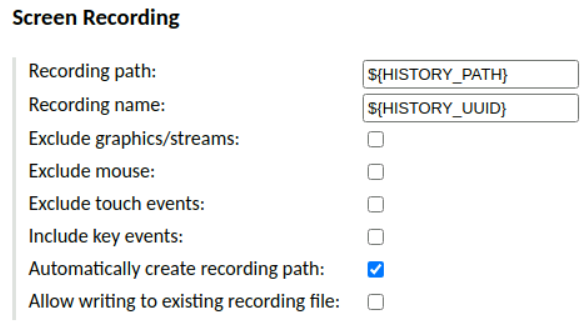 Screen Recording
Recording path: ${HISTORY_PATH}
Recording name: ${HISTORY_UUID}
Exclude graphics/streams:
Exclude mouse:
Exclude touch events:
Include key events:
Automatically create recording path:
Allow writing to existing recording file: